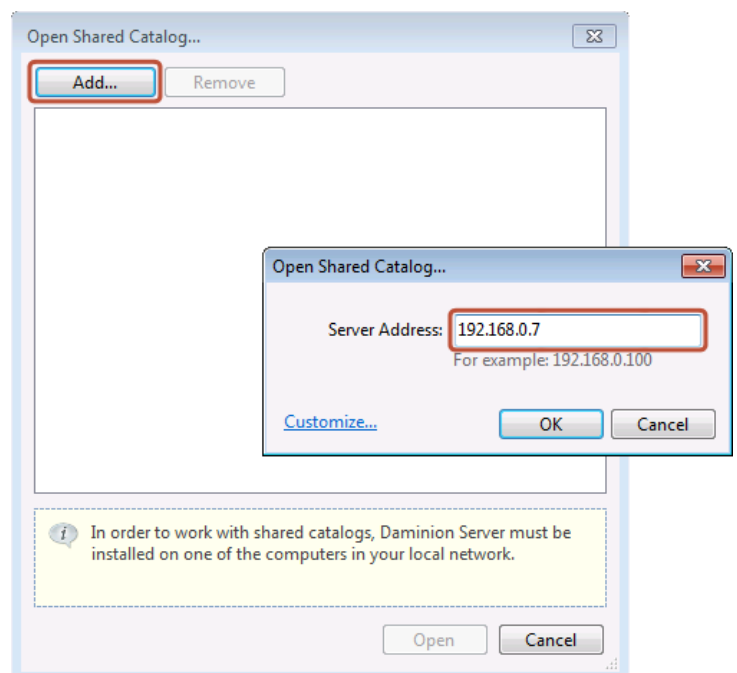 Open Shared Catalog...
Add...
Remove
Open Shared Catalog...
Server Address:
192.168.0.7
For example: 192.168.0.100
Customize...
OK
Cancel
In order to work with shared catalogs, Daminion Server must be
installed on one of the computers in your local network.
Open
Cancel